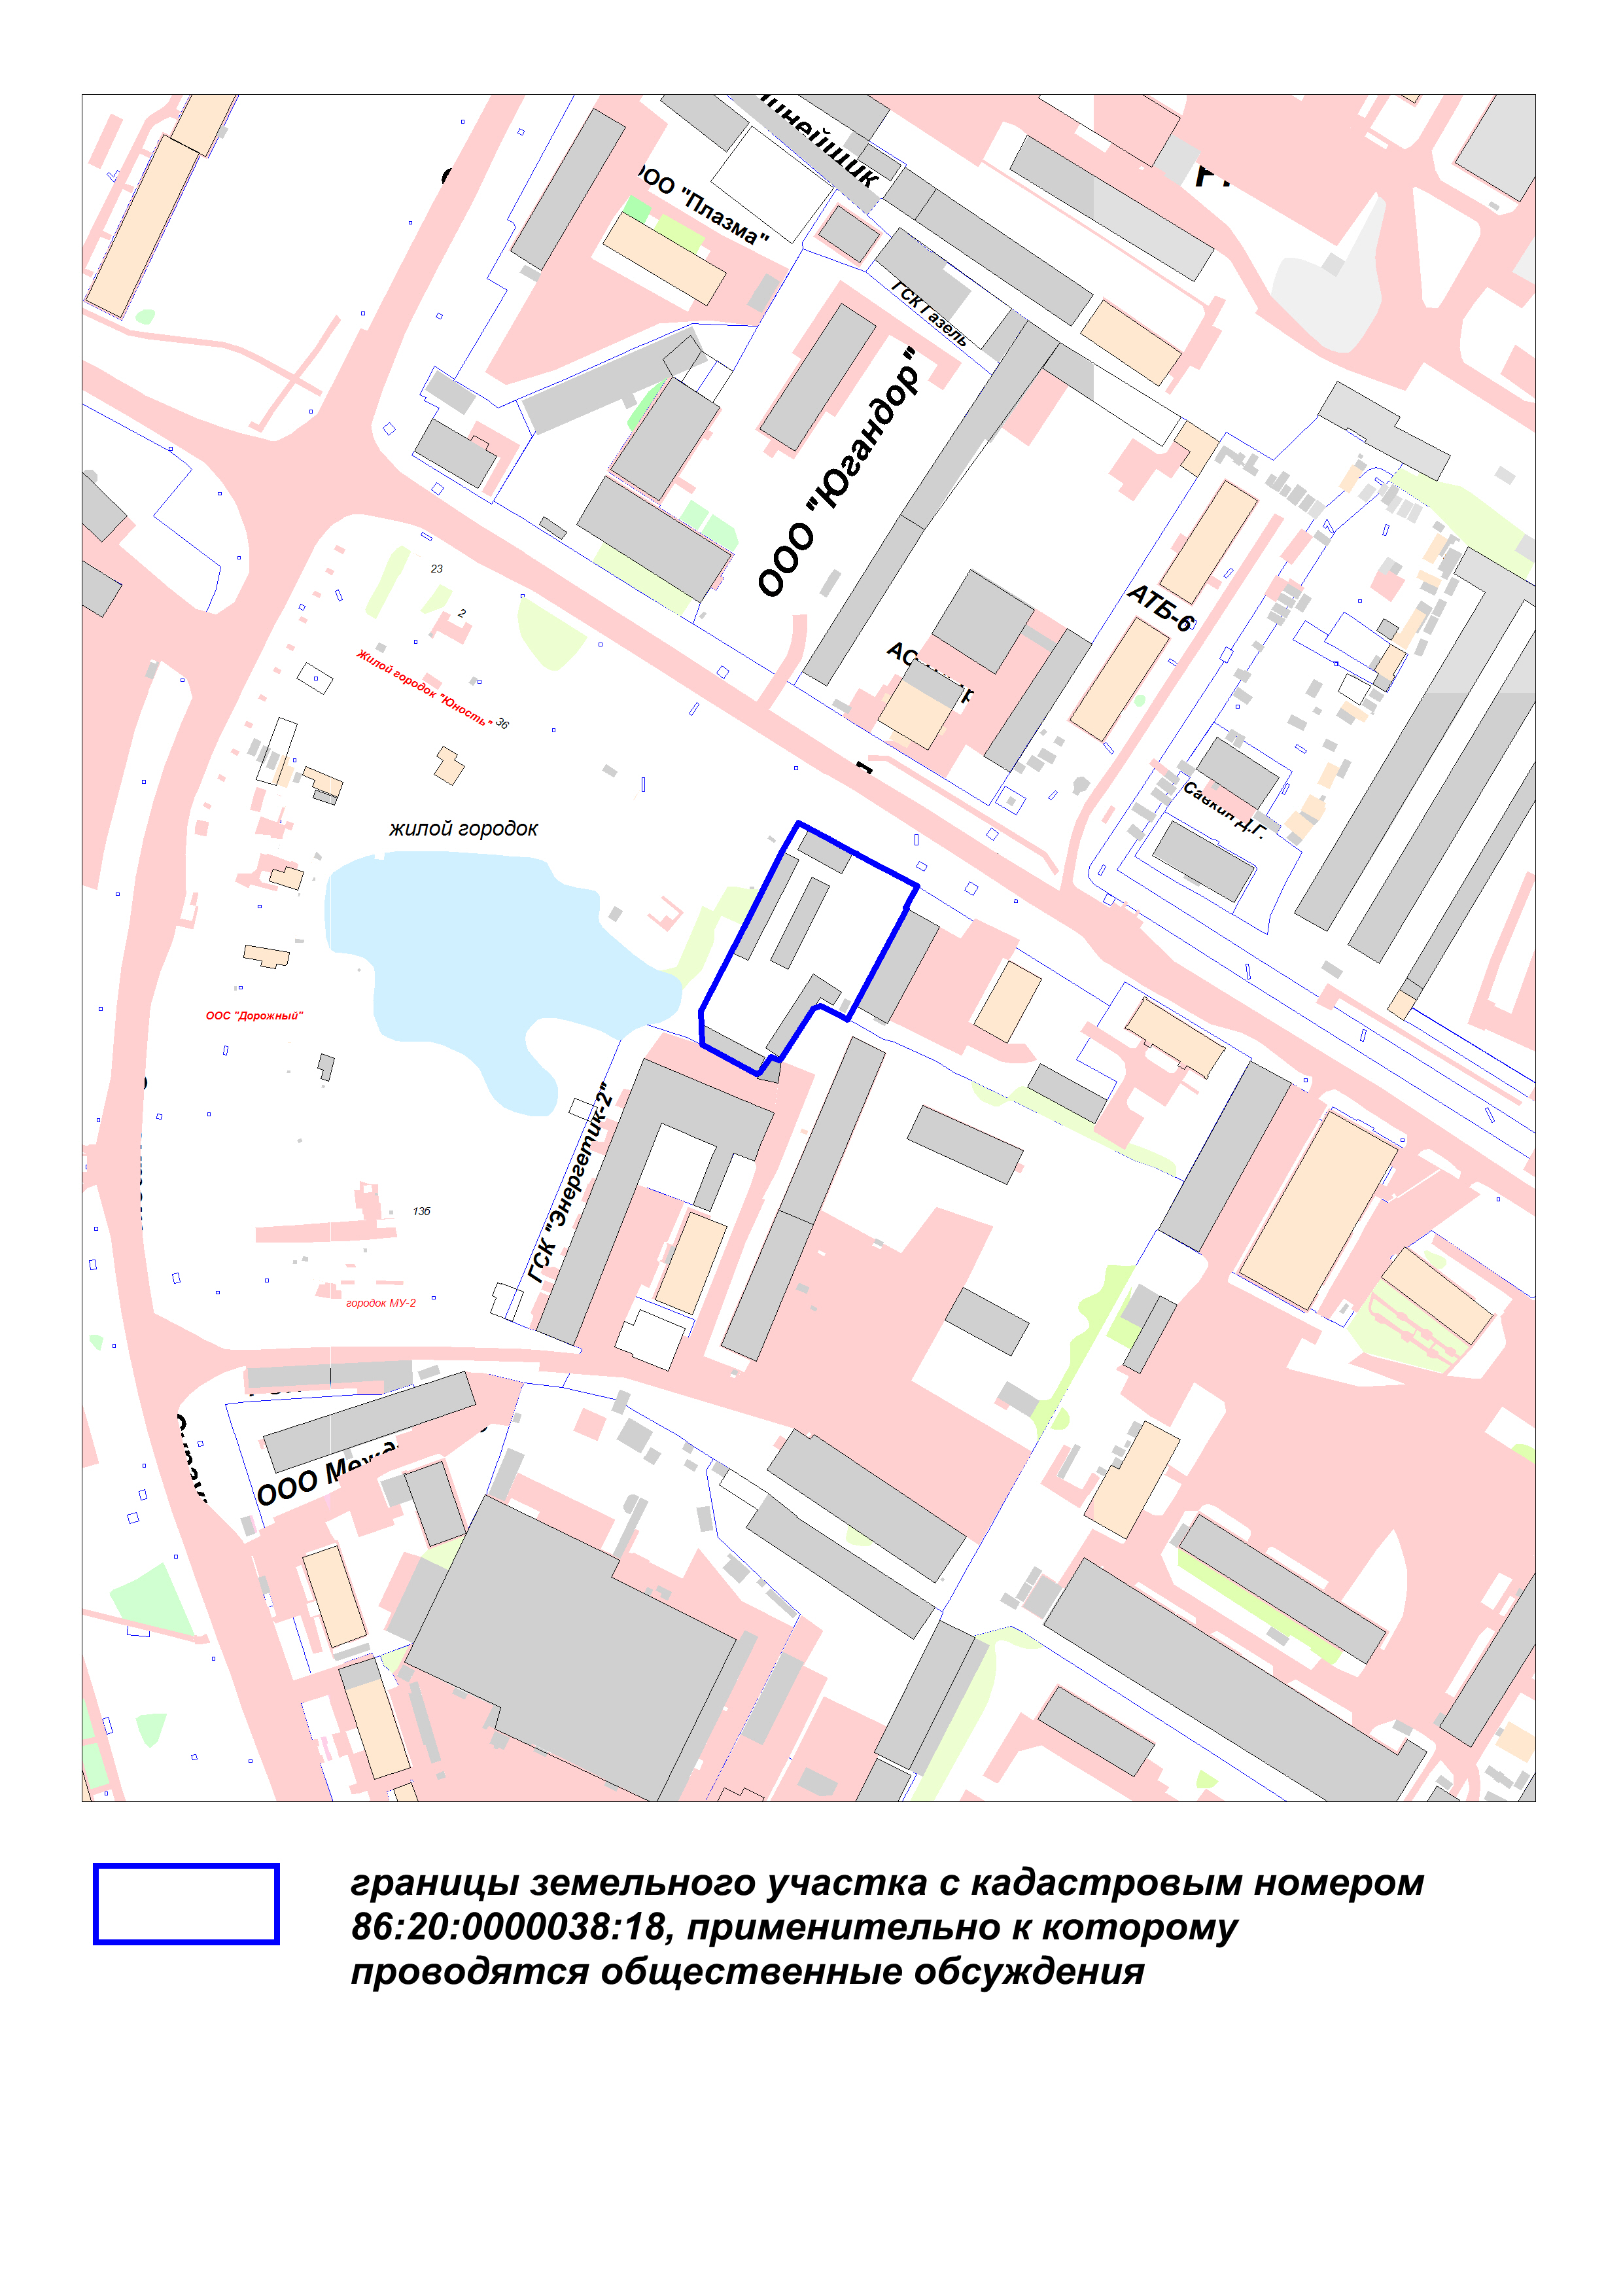 ООО "Плазма"
ГСК Газель
ООО "Югандор"
АТБ-6
23
2
Жилой городок "Юность"
36
Савкин Д.Г.
жилой городок
ООС "Дорожный"
ГСК "Энергетик-2"
13б
городок МУ-2
ООО
границы земельного участка с кадастровым номером
86:20:0000038:18, применительно к которому
проводятся общественные обсуждения